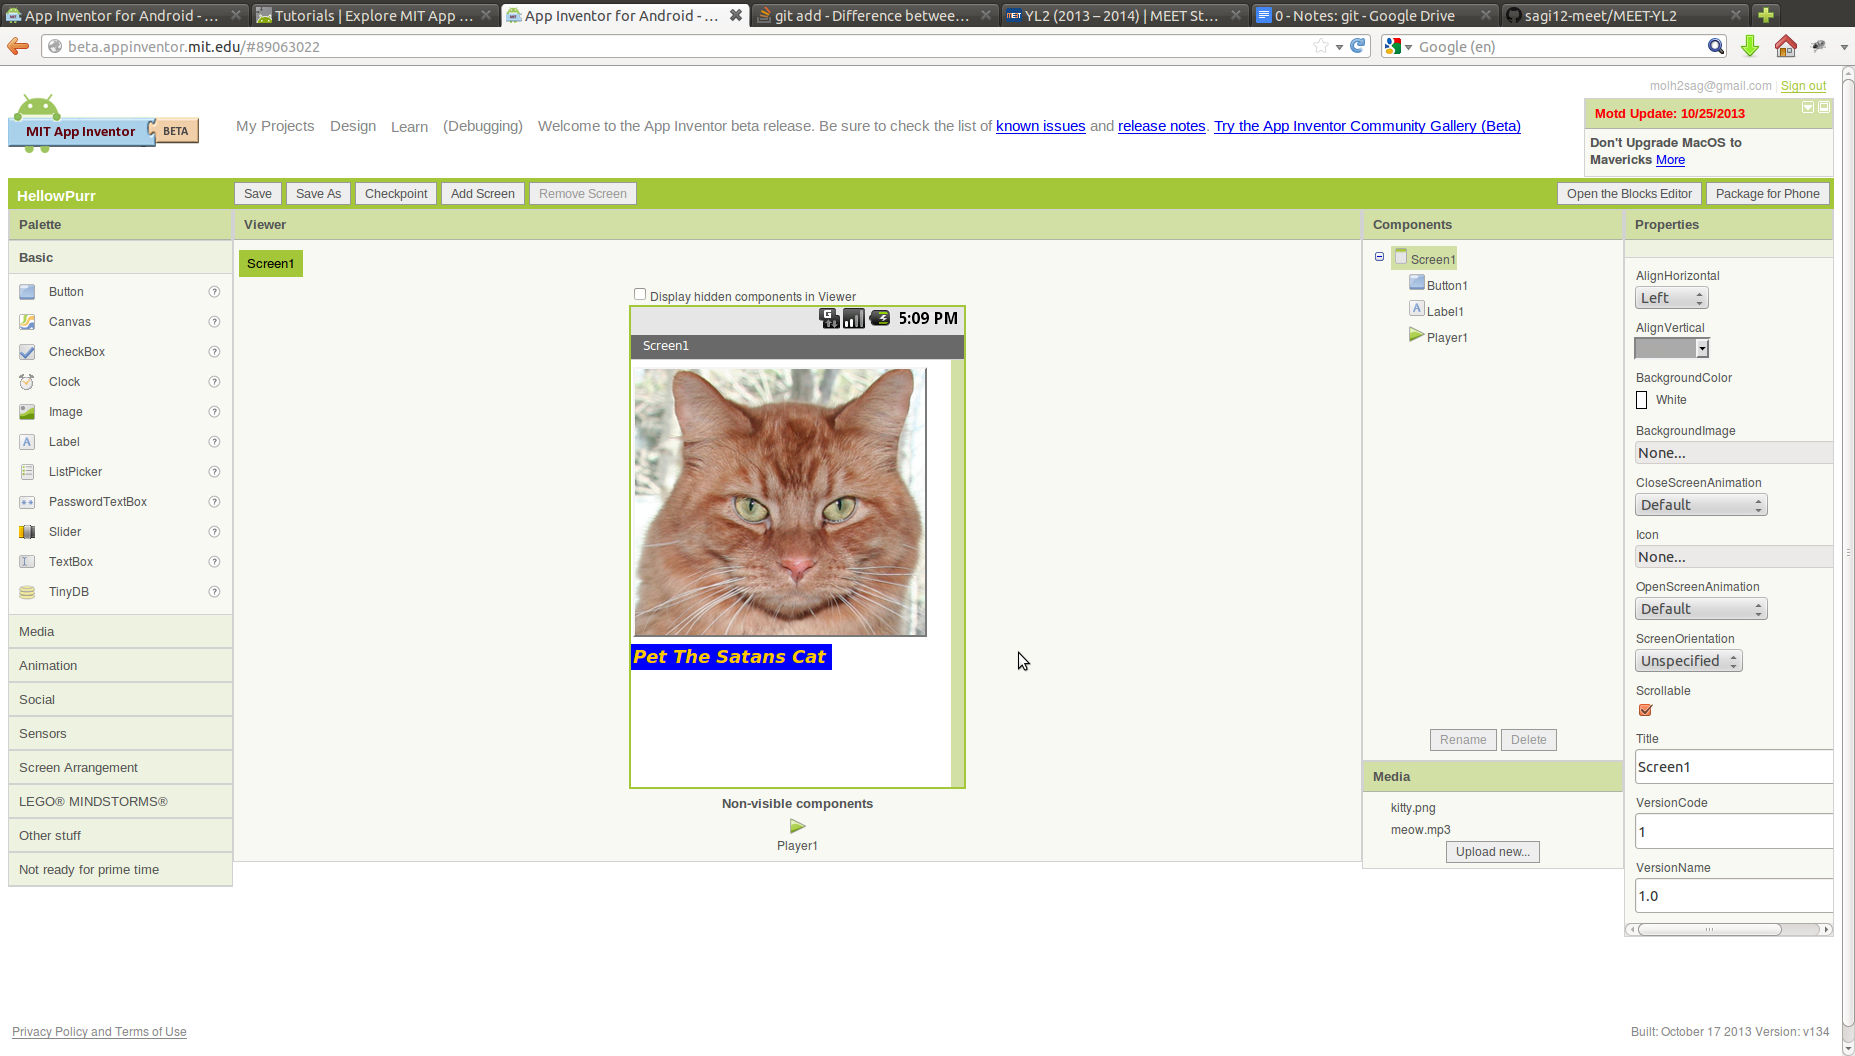 App Inventor for Android - ...
Tutorials | Explore MIT App ...
App Inventor for Android - ...
git add - Difference betwee...
YL2 (2013 – 2014) | MEET St...
0 - Notes: git - Google Drive
sagi12-meet/MEET-YL2
beta.appinventor.mit.edu/#89063022
Google (en)
molh2sag@gmail.com | Sign out
MIT App Inventor BETA
My Projects Design Learn (Debugging) Welcome to the App Inventor beta release. Be sure to check the list of known issues and release notes. Try the App Inventor Community Gallery (Beta)
Motd Update: 10/25/2013
Don't Upgrade MacOS to
Mavericks More
HellowPurr
Save Save As Checkpoint Add Screen Remove Screen
Open the Blocks Editor Package for Phone
Palette
Basic
Button ?
Canvas ?
CheckBox ?
Clock ?
Image ?
A Label ?
ListPicker ?
PasswordTextBox ?
Slider ?
TextBox ?
TinyDB ?
Media
Animation
Social
Sensors
Screen Arrangement
LEGO® MINDSTORMS®
Other stuff
Not ready for prime time
Viewer
Screen1
Display hidden components in Viewer
G 5:09 PM
Screen1
Pet The Satans Cat
Non-visible components
Player1
Components
Screen1
Button1
A Label1
Player1
Rename Delete
Media
kitty.png
meow.mp3
Upload new...
Properties
AlignHorizontal
Left
AlignVertical
BackgroundColor
White
BackgroundImage
None...
CloseScreenAnimation
Default
Icon
None...
OpenScreenAnimation
Default
ScreenOrientation
Unspecified
Scrollable
Title
Screen1
VersionCode
1
VersionName
1.0
Privacy Policy and Terms of Use
Built: October 17 2013 Version: v134